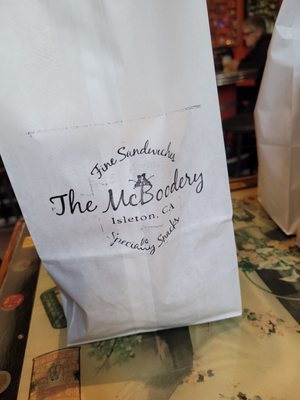 Fine Sandwiches
The McBoodery
Isleton, CA
Specialty Snacks